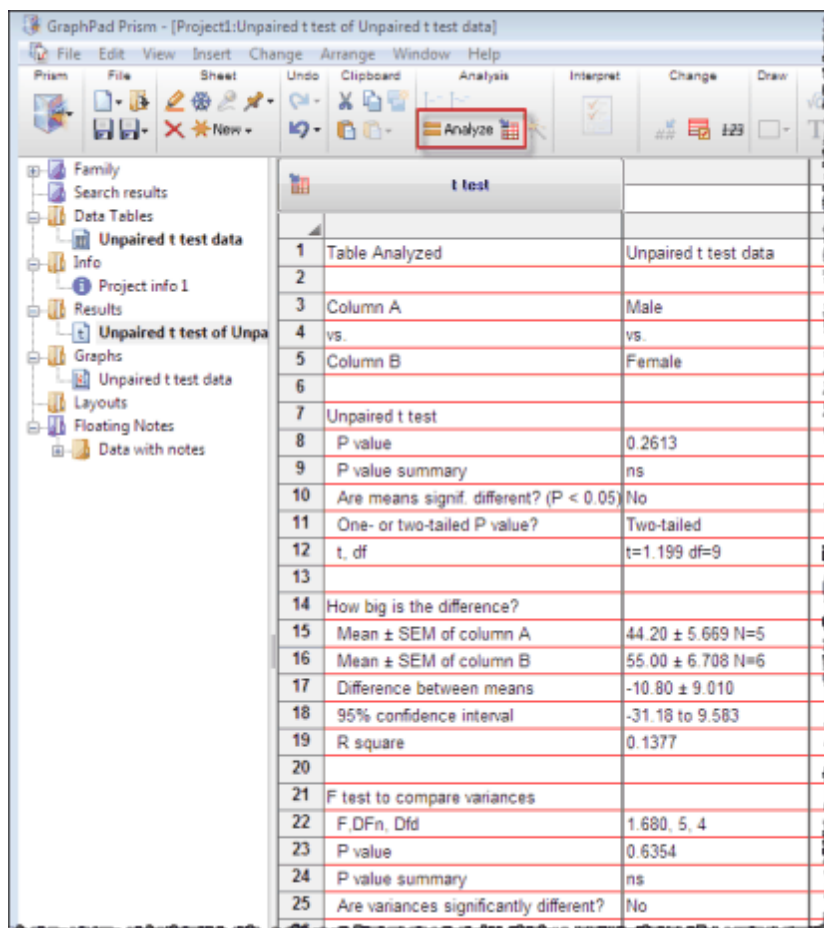 GraphPad Prism - [Project1:Unpaired t test of Unpaired t test data]
File Edit View Insert Change Arrange Window Help
Prism File Sheet Undo Clipboard Analysis Interpret Change Draw
New
Analyze
123
Family
Search results
Data Tables
Unpaired t test data
Info
Project info 1
Results
Unpaired t test of Unpa
Graphs
Unpaired t test data
Layouts
Floating Notes
Data with notes
t test
1 Table Analyzed Unpaired t test data
2
3 Column A Male
4 vs. vs.
5 Column B Female
6
7 Unpaired t test
8 P value 0.2613
9 P value summary ns
10 Are means signif. different? (P < 0.05) No
11 One- or two-tailed P value? Two-tailed
12 t, df t=1.199 df=9
13
14 How big is the difference?
15 Mean ± SEM of column A 44.20 ± 5.669 N=5
16 Mean ± SEM of column B 55.00 ± 6.708 N=6
17 Difference between means -10.80 ± 9.010
18 95% confidence interval -31.18 to 9.583
19 R square 0.1377
20
21 F test to compare variances
22 F,DFn, Dfd 1.680, 5, 4
23 P value 0.6354
24 P value summary ns
25 Are variances significantly different? No